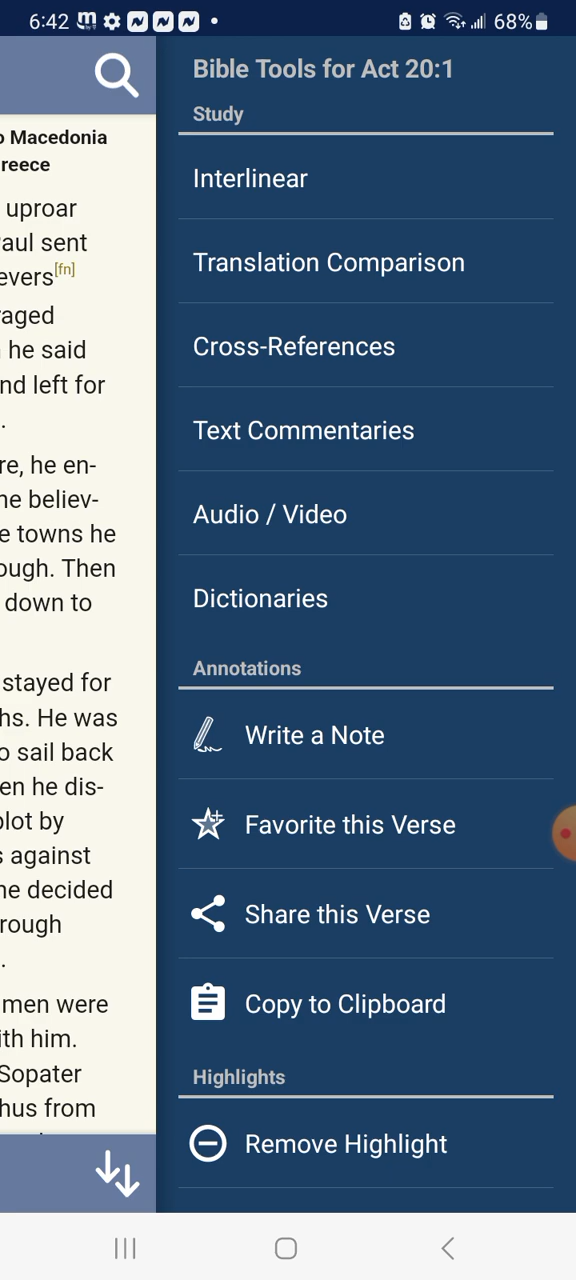 6:42
68%
Bible Tools for Act 20:1
Study
Interlinear
Translation Comparison
Cross-References
Text Commentaries
Audio / Video
Dictionaries
Annotations
Write a Note
Favorite this Verse
Share this Verse
Copy to Clipboard
Highlights
Remove Highlight
Macedonia
reece
uproar
aul sent
evers[fn]
raged
he said
nd left for
.
re, he en-
he believ-
e towns he
ough. Then
down to
stayed for
hs. He was
o sail back
en he dis-
plot by
s against
he decided
rough
.
men were
ith him.
Sopater
hus from